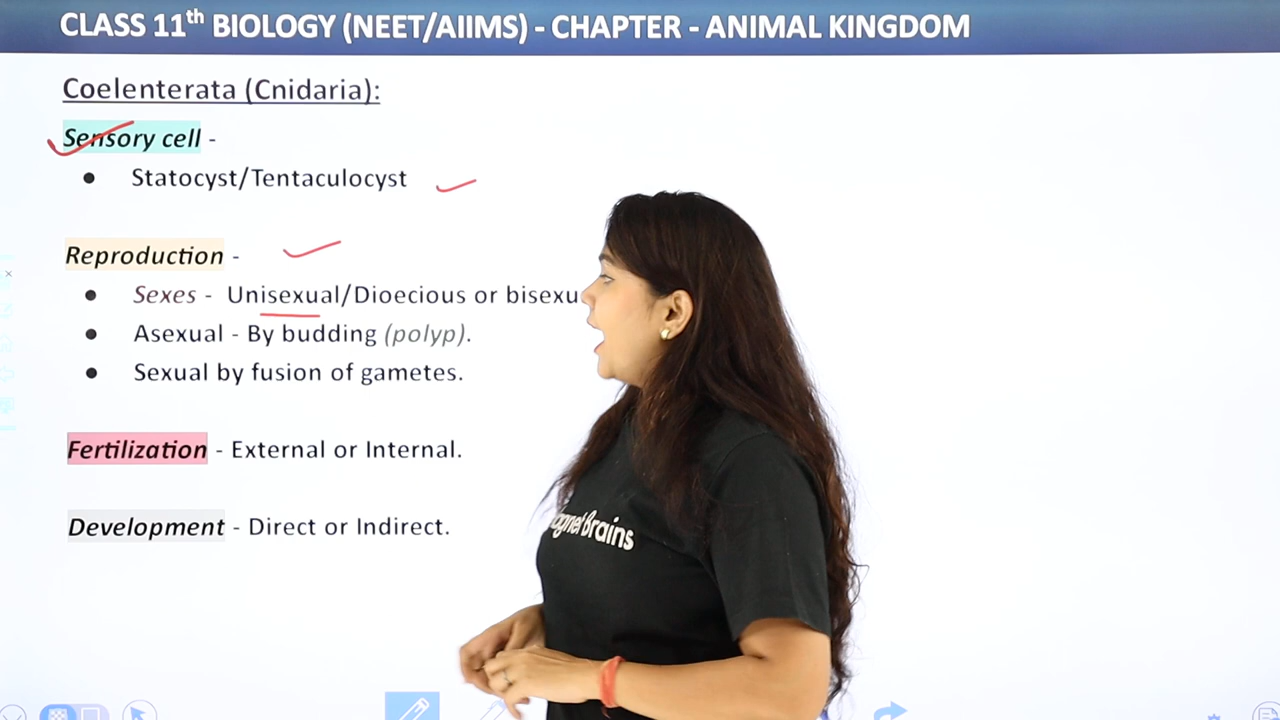 CLASS 11th BIOLOGY (NEET/AIIMS) - CHAPTER - ANIMAL KINGDOM
Coelenterata (Cnidaria):
Sensory cell -
● Statocyst/Tentaculocyst
Reproduction -
● Sexes - Unisexual/Dioecious or bisexu
● Asexual - By budding (polyp).
● Sexual by fusion of gametes.
Fertilization - External or Internal.
Development - Direct or Indirect.
Brains